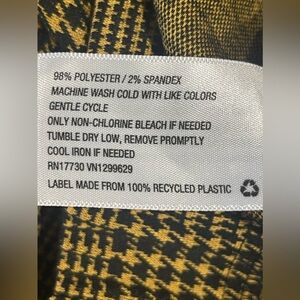 98% POLYESTER / 2% SPANDEX
MACHINE WASH COLD WITH LIKE COLORS
GENTLE CYCLE
ONLY NON-CHLORINE BLEACH IF NEEDED
TUMBLE DRY LOW, REMOVE PROMPTLY
COOL IRON IF NEEDED
RN17730 VN1299629
LABEL MADE FROM 100% RECYCLED PLASTIC